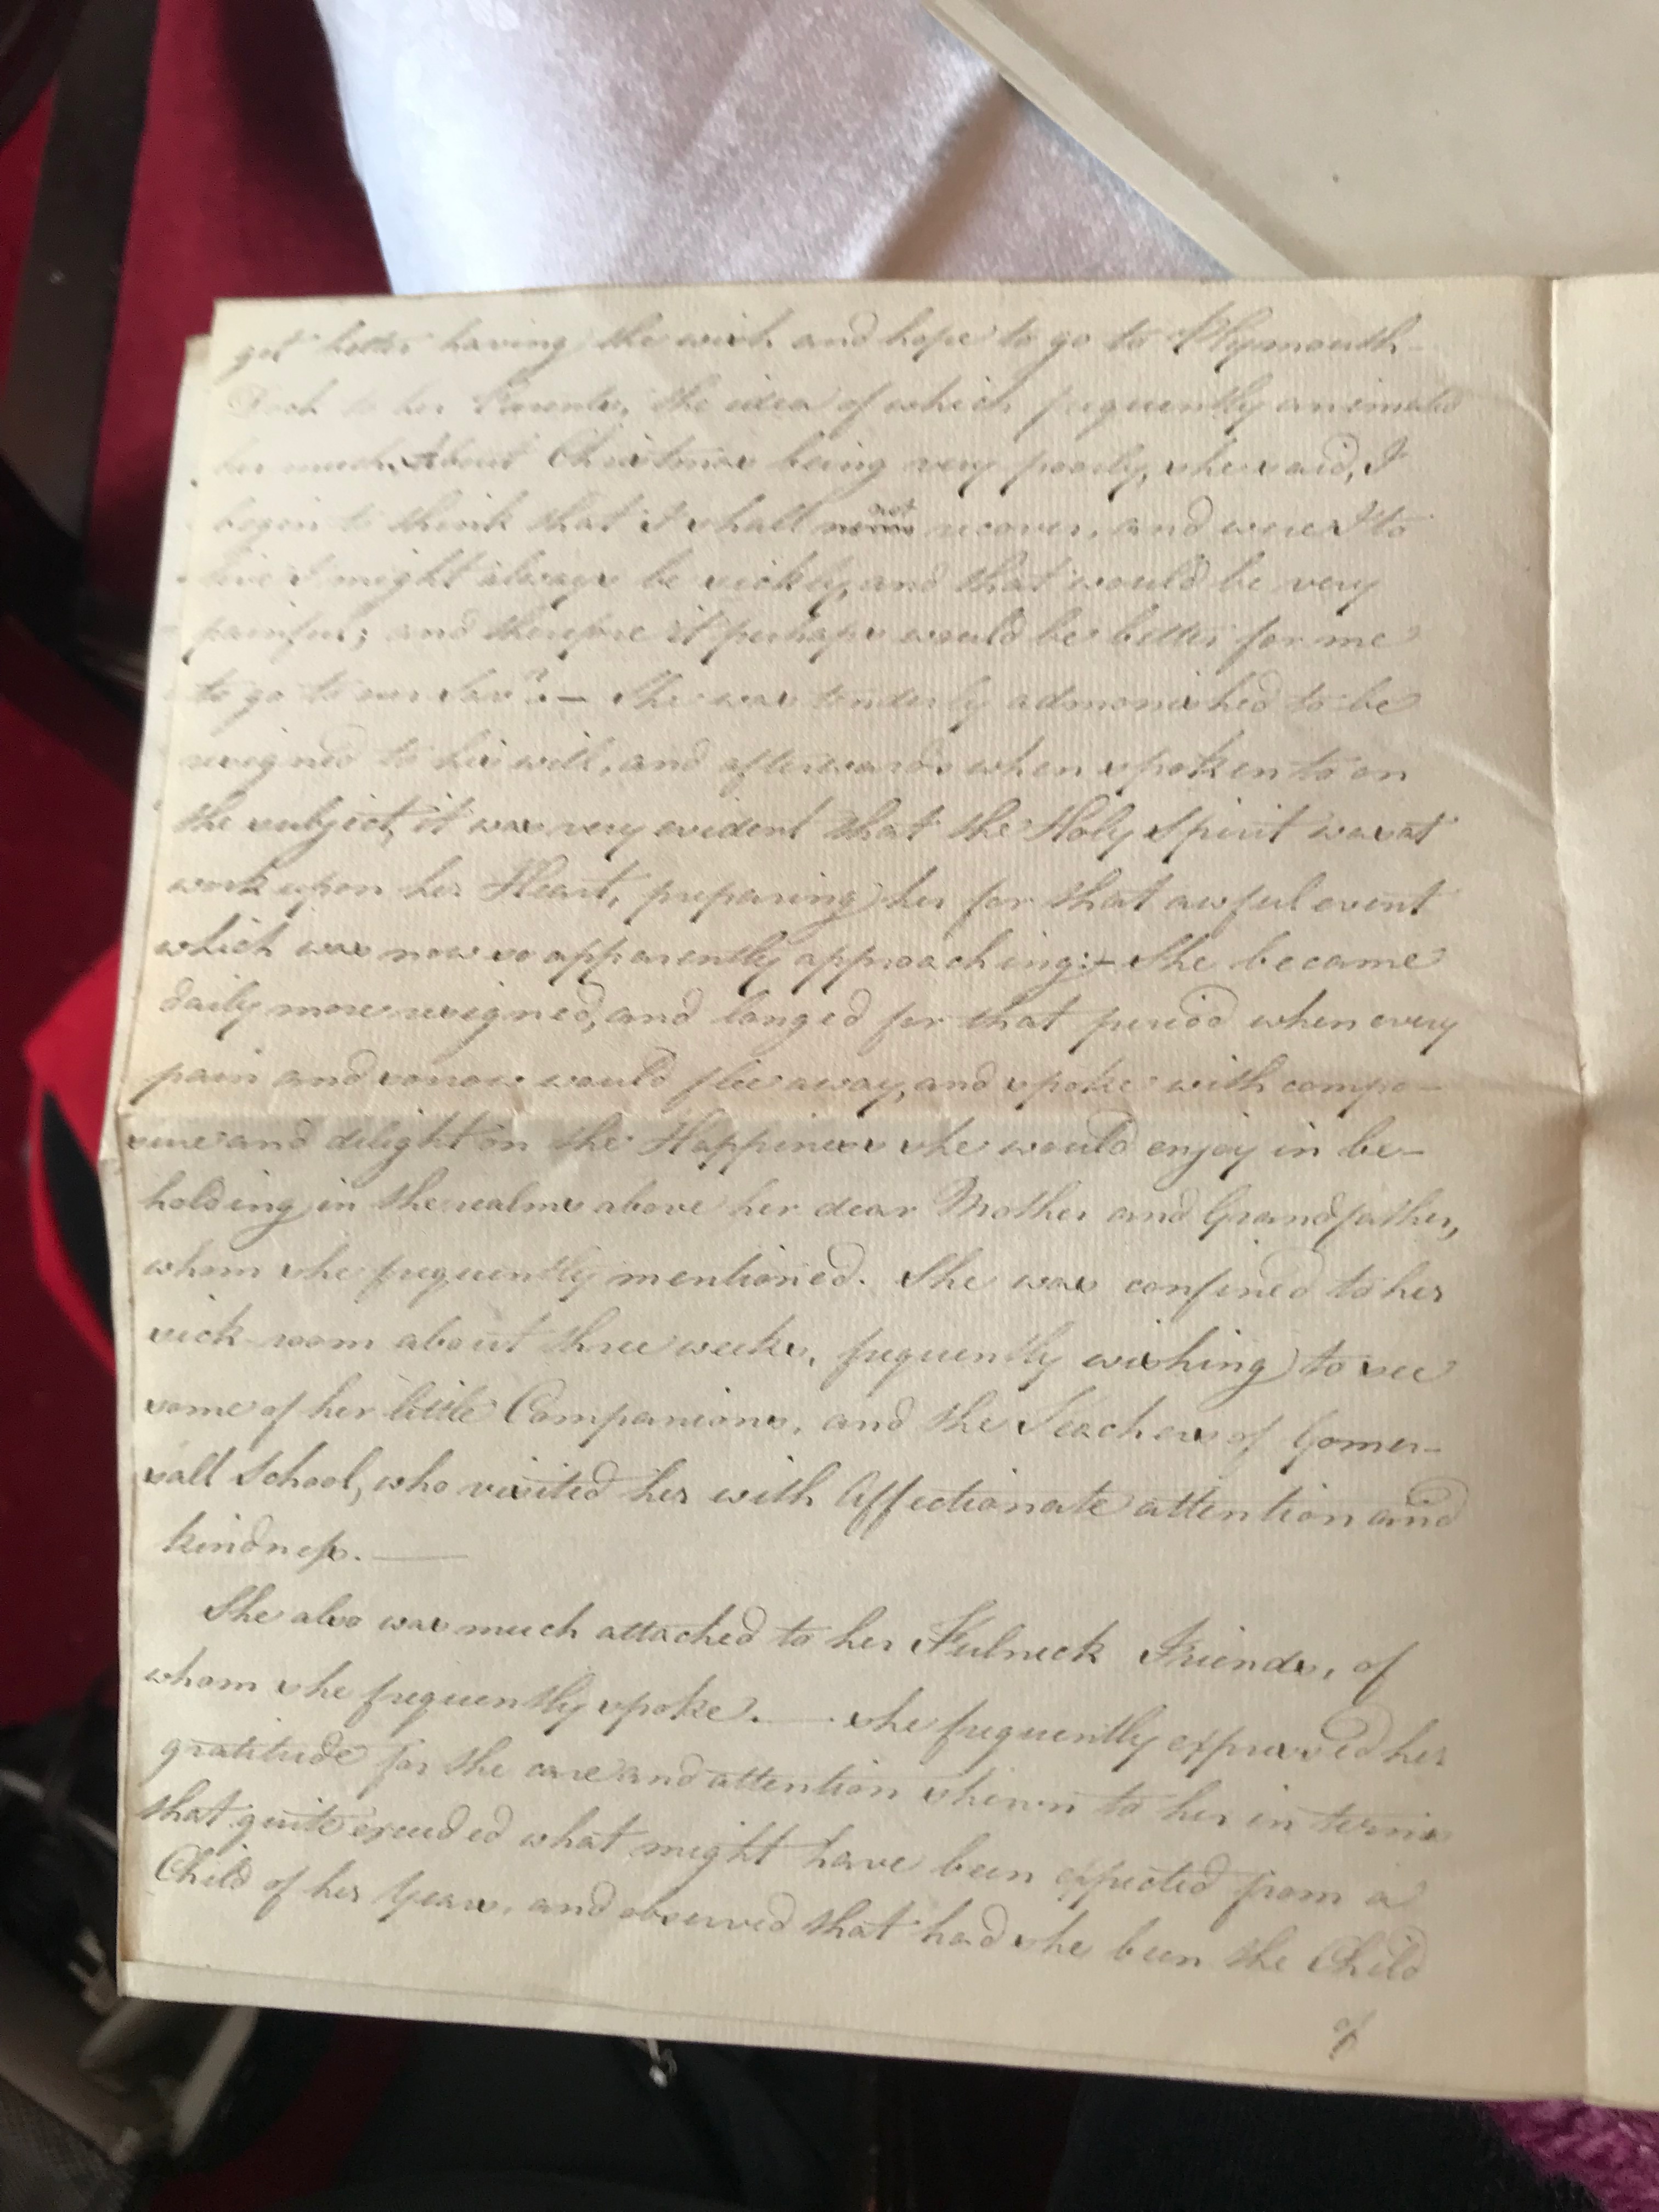 get better having the wish and hope to go to Plymouth-
Dock to her Parents, the idea of which frequently animated
her much. About Christmas being very poorly, she said, I
begin to think that I shall not recover, and were I to
live I might always be sickly, and that would be very
painful; and therefore it perhaps would be better for me
to go to our Savr. — She was tenderly admonished to be
resigned to his will, and afterwards when spoken to on
the subject, it was very evident that the Holy Spirit was at
work upon her Heart, preparing her for that awful event
which was now so apparently approaching:— She became
daily more resigned, and longed for that period when every
pain and sorrow would flee away, and spoke with compo-
sure and delight on the Happiness she would enjoy in be-
holding in the realms above her dear Mother and Grandfather,
whom she frequently mentioned. She was confined to her
sick-room about three weeks, frequently wishing to see
some of her little Companions, and the Teachers of Gomer-
sall School, who visited her with Affectionate attention and
kindness. —
She also was much attached to her Fulneck Friends, of
whom she frequently spoke. — she frequently expressed her
gratitude for the care and attention shewn to her in terms
that quite exceeded what might have been expected from a
Child of her Years, and observed that had she been the Child
of